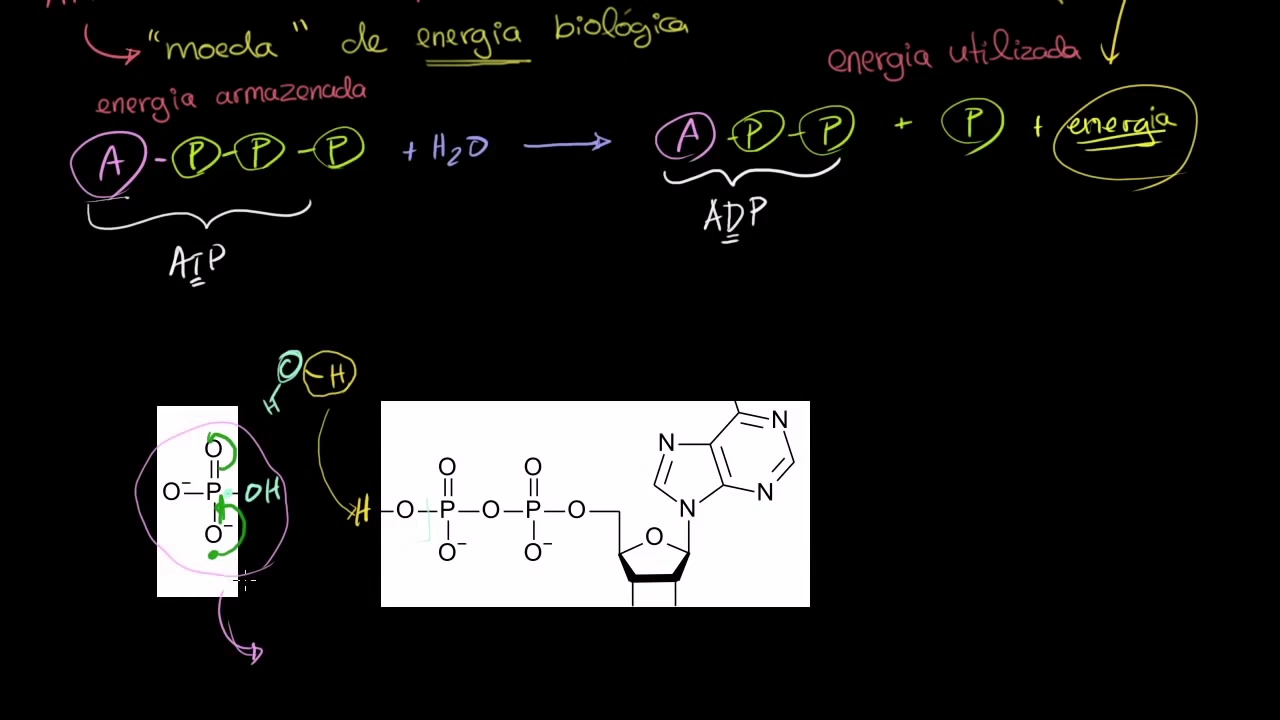 "moeda" de energia biológica
energia utilizada
energia armazenada
A - P - P - P + H₂O → A - P - P + P + energia
ATP
ADP
O - H
H
O
O⁻ P OH
O⁻
H O P O P O
O O
O⁻ O⁻
N N
N N
O